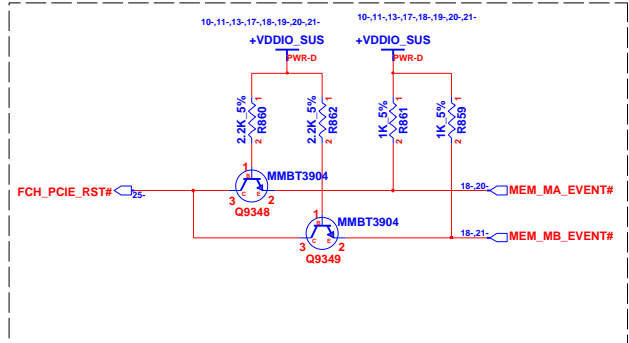 10-,11-,13-,17-,18-,19-,20-,21-
10-,11-,13-,17-,18-,19-,20-,21-
+VDDIO_SUS
+VDDIO_SUS
PWR-D
PWR-D
1
2.2K_5%
R860
2
1
2.2K_5%
R862
2
1
1K_5%
R861
2
1
1K_5%
R859
2
1
B
MMBT3904
FCH_PCIE_RST#
25-
3
C
E
2
Q9348
18-,20-
MEM_MA_EVENT#
1
B
MMBT3904
3
C
E
2
Q9349
18-,21-
MEM_MB_EVENT#